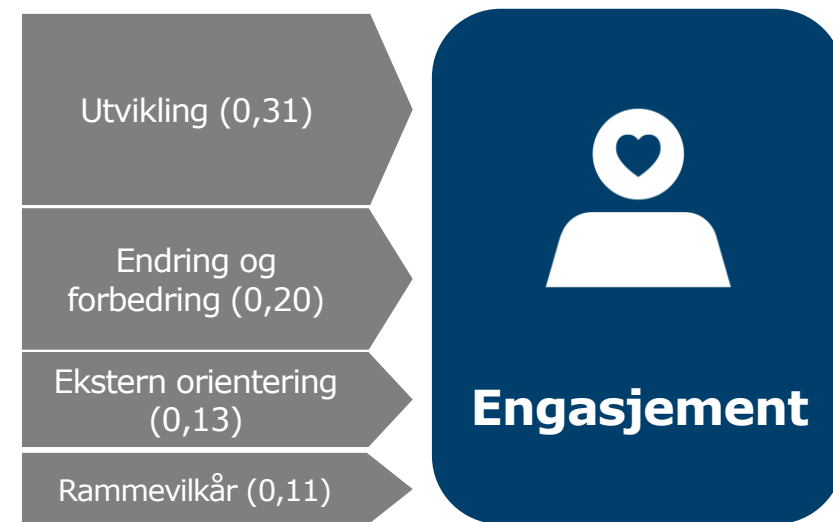 Utvikling (0,31)
Endring og
forbedring (0,20)
Ekstern orientering
(0,13)
Rammevilkår (0,11)
Engasjement